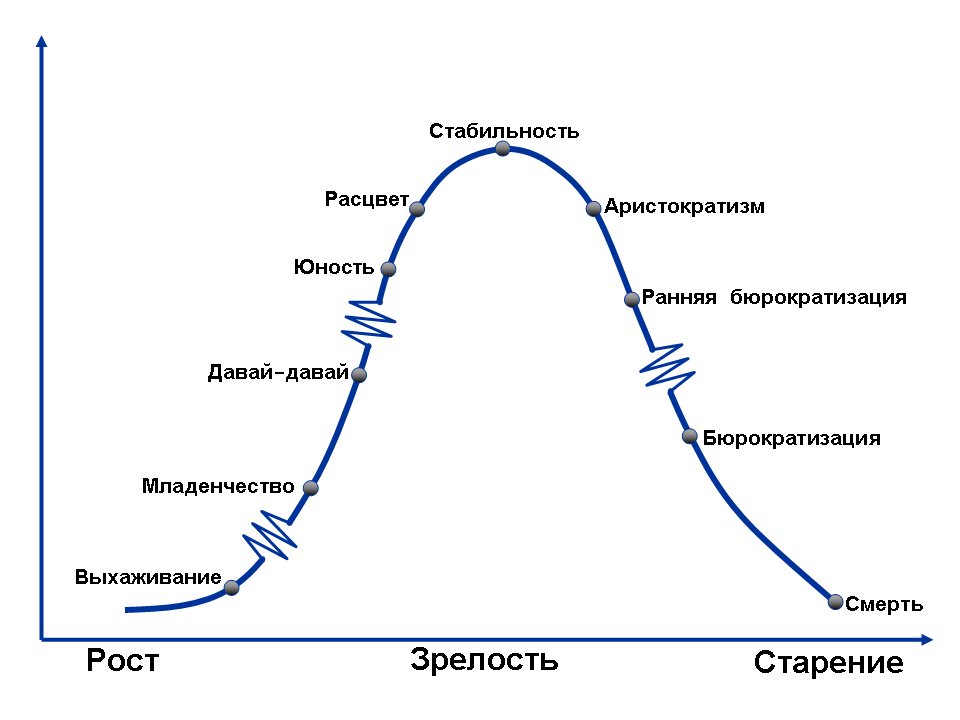 Стабильность
Расцвет
Аристократизм
Юность
Ранняя бюрократизация
Давай-давай
Бюрократизация
Младенчество
Выхаживание
Смерть
Рост
Зрелость
Старение